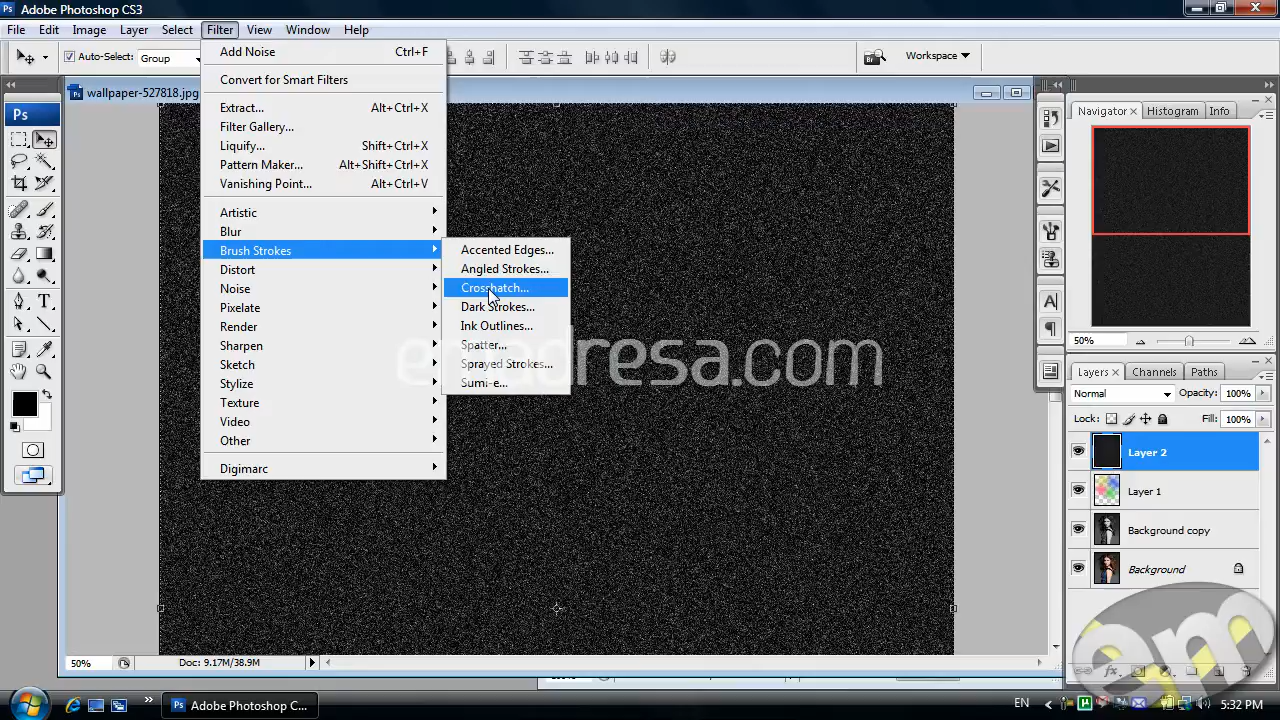 Adobe Photoshop CS3
File Edit Image Layer Select Filter View Window Help
Auto-Select: Group
Workspace
Add Noise Ctrl+F
Convert for Smart Filters
Extract... Alt+Ctrl+X
Filter Gallery...
Liquify... Shift+Ctrl+X
Pattern Maker... Alt+Shift+Ctrl+X
Vanishing Point... Alt+Ctrl+V
Artistic
Blur
Brush Strokes
Distort
Noise
Pixelate
Render
Sharpen
Sketch
Stylize
Texture
Video
Other
Digimarc
Accented Edges...
Angled Strokes...
Crosshatch...
Dark Strokes...
Ink Outlines...
Spatter...
Sprayed Strokes...
Sumi-e...
wallpaper-527818.jpg
Ps
Navigator Histogram Info
50%
Layers Channels Paths
Normal Opacity: 100%
Lock: Fill: 100%
Layer 2
Layer 1
Background copy
Background
50% Doc: 9.17M/38.9M
em
Adobe Photoshop C...
EN 5:32 PM